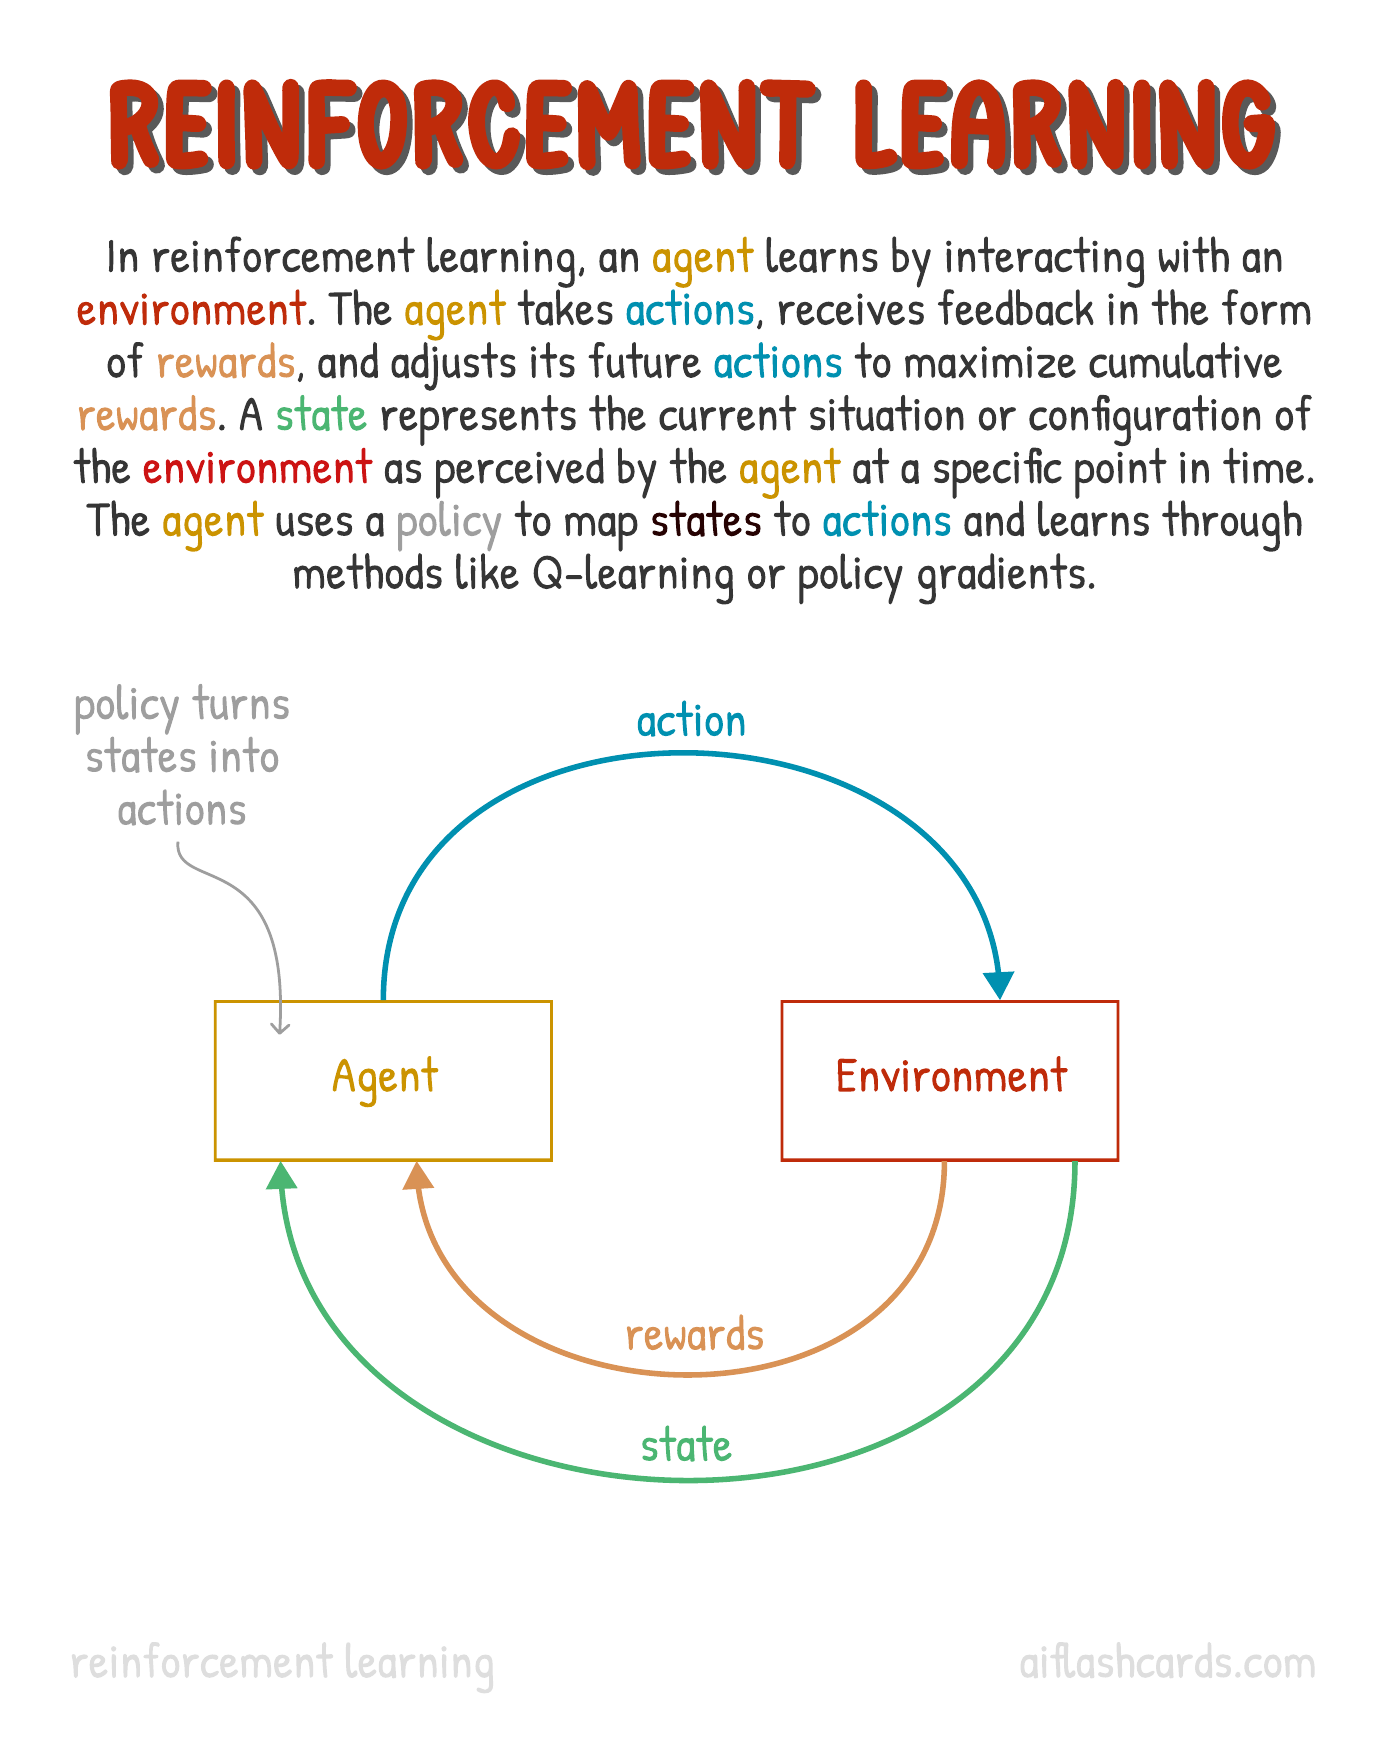 REINFORCEMENT LEARNING
In reinforcement learning, an agent learns by interacting with an
environment. The agent takes actions, receives feedback in the form
of rewards, and adjusts its future actions to maximize cumulative
rewards. A state represents the current situation or configuration of
the environment as perceived by the agent at a specific point in time.
The agent uses a policy to map states to actions and learns through
methods like Q-learning or policy gradients.
policy turns
states into
actions
action
Agent
Environment
rewards
state
reinforcement learning
aiflashcards.com